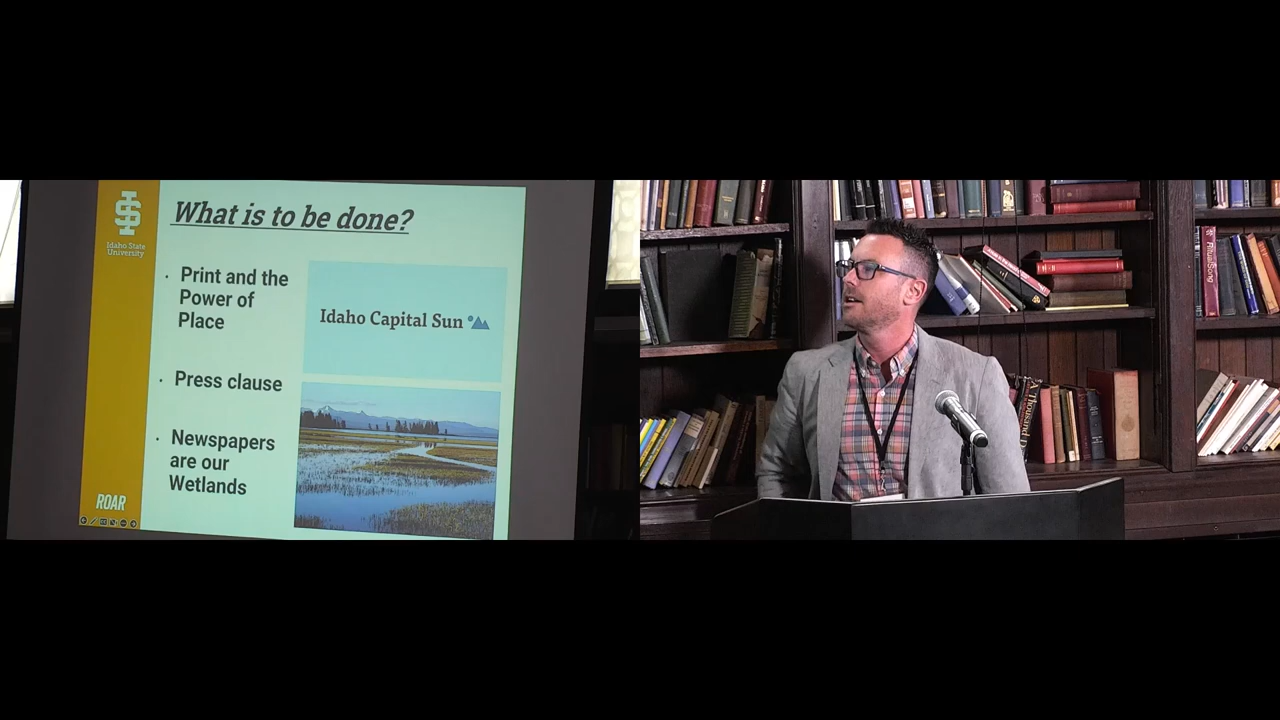 What is to be done?
Idaho State
University
· Print and the
Power of
Place
Idaho Capital Sun
· Press clause
· Newspapers
are our
Wetlands
ROAR
RitualSong